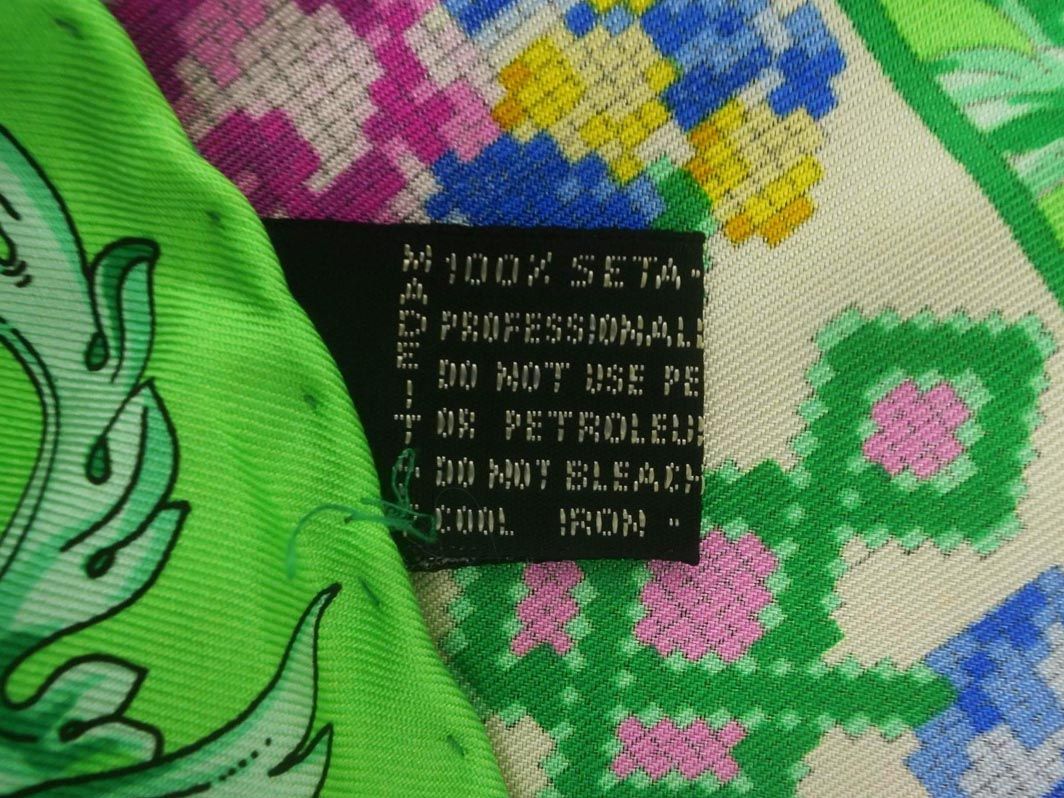 MADE IT
100% SETA -
PROFESSIONALL
DO NOT USE PE
OR PETROLEU
DO NOT BLEACH
COOL IRON -